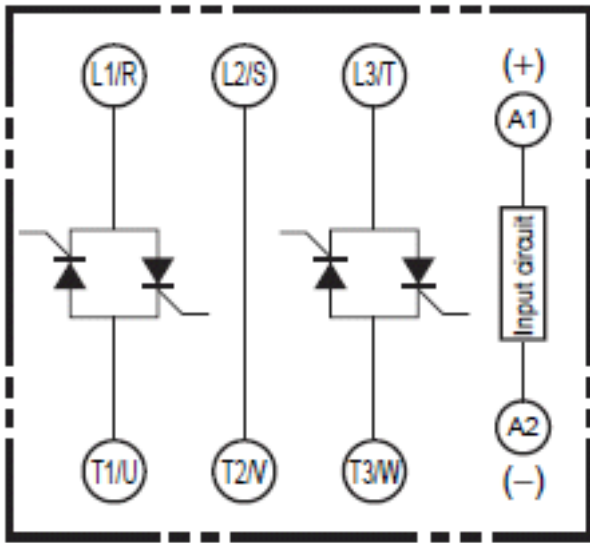 L1/R L2/S L3/T (+)
A1
Input circuit
A2
T1/U T2/V T3/W (−)